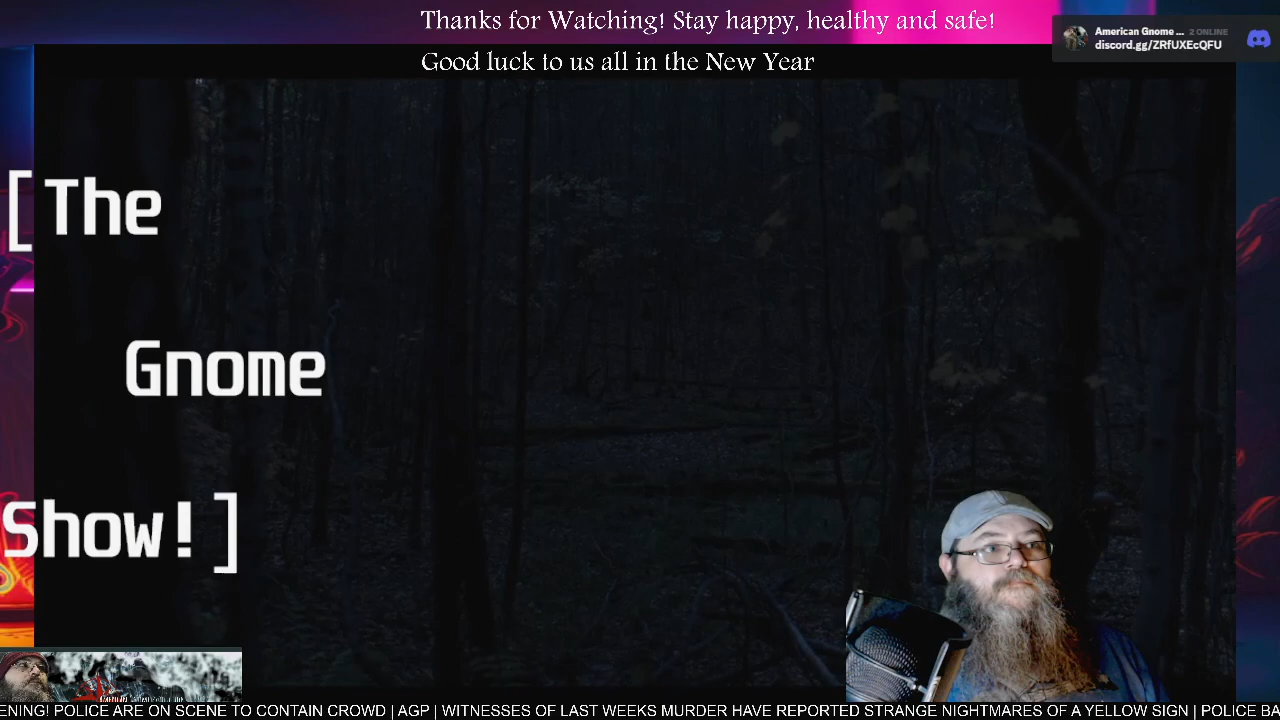 Thanks for Watching! Stay happy, healthy and safe!
Good luck to us all in the New Year
American Gnome ... 2 ONLINE
discord.gg/ZRfUXEcQFU
[The
Gnome
Show!]
ENING! POLICE ARE ON SCENE TO CONTAIN CROWD | AGP | WITNESSES OF LAST WEEKS MURDER HAVE REPORTED STRANGE NIGHTMARES OF A YELLOW SIGN | POLICE BA